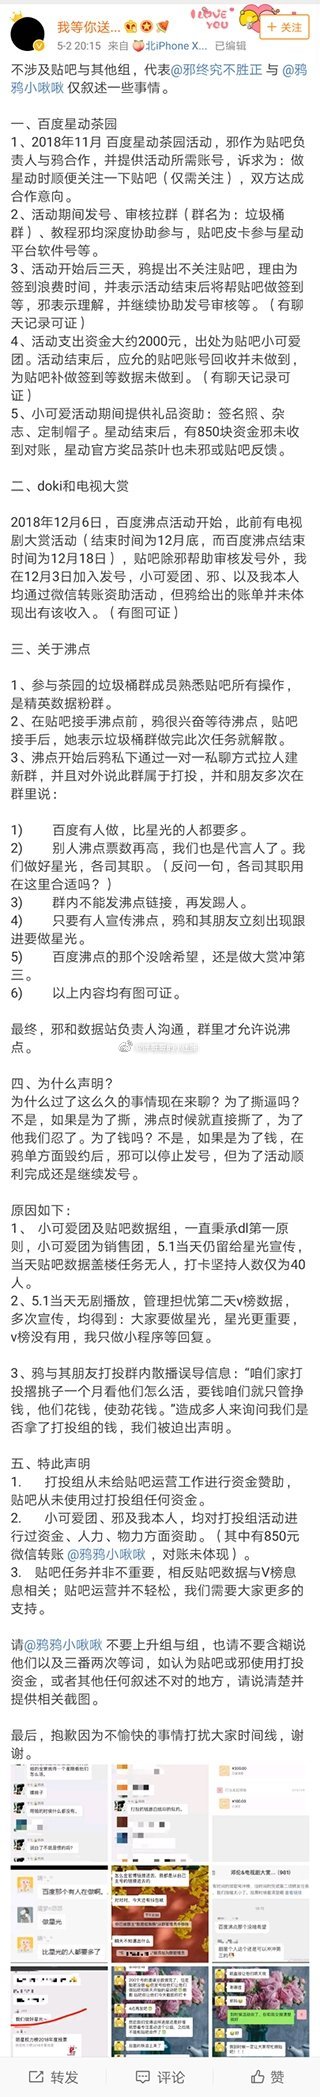 I LOVE YOU
我等你送...
5-2 20:15 来自 北iPhone X... 已编辑
+ 关注
不涉及贴吧与其他组，代表@邪终究不胜正 与 @鸦
鸦小啾啾 仅叙述一些事情。
一、百度星动茶园
1、2018年11月 百度星动茶园活动，邪作为贴吧负
责人与鸦合作，并提供活动所需账号，诉求为：做
星动时顺便关注一下贴吧（仅需关注），双方达成
合作意向。
2、活动期间发号、审核拉群（群名为：垃圾桶
群）、教程邪均深度协助参与，贴吧皮卡参与星动
平台软件号等。
3、活动开始后三天，鸦提出不关注贴吧，理由为
签到浪费时间，并表示活动结束后将帮贴吧做签到
等，邪表示理解，并继续协助发号审核等。（有聊
天记录可证）
4、活动支出资金大约2000元，出处为贴吧小可爱
团。活动结束后，应允的贴吧账号回收并未做到，
为贴吧补做签到等数据未做到。（有聊天记录可
证）
5、小可爱活动期间提供礼品资助：签名照、杂
志、定制帽子。星动结束后，有850块资金邪未收
到对账，星动官方奖品茶叶也未邪或贴吧反馈。
二、doki和电视大赏
2018年12月6日，百度沸点活动开始，此前有电视
剧大赏活动（结束时间为12月底，而百度沸点结束
时间为12月18日），贴吧除邪帮助审核发号外，我
在12月3日加入发号，小可爱团、邪、以及我本人
均通过微信转账资助活动，但鸦给出的账单并未体
现出有该收入。（有图可证）
三、关于沸点
1、参与茶园的垃圾桶群成员熟悉贴吧所有操作，
是精英数据粉群。
2、在贴吧接手沸点前，鸦很兴奋等待沸点，贴吧
接手后，她表示垃圾桶群做完此次任务就解散。
3、沸点开始后鸦私下通过一对一私聊方式拉人建
新群，并且对外说此群属于打投，并和朋友多次在
群里说：
1) 百度有人做，比星光的人都要多。
2) 别人沸点票数再高，我们也是代言人了。我
们做好星光，各司其职。（反问一句，各司其职用
在这里合适吗？）
3) 群内不能发沸点链接，再发踢人。
4) 只要有人宣传沸点，鸦和其朋友立刻出现跟
进要做星光。
5) 百度沸点的那个没啥希望，还是做大赏冲第
三。
6) 以上内容均有图可证。
最终，邪和数据站负责人沟通，群里才允许说沸
点。
四、为什么声明？
为什么过了这么久的事情现在来聊？为了撕逼吗？
不是，如果是为了撕，沸点时候就直接撕了，为了
他我们忍了。为了钱吗？不是，如果是为了钱，在
鸦单方面毁约后，邪可以停止发号，但为了活动顺
利完成还是继续发号。
原因如下：
1、 小可爱团及贴吧数据组，一直秉承dl第一原
则，小可爱团为销售团，5.1当天仍留给星光宣传，
当天贴吧数据盖楼任务无人，打卡坚持人数仅为40
人。
2、5.1当天无剧播放，管理担忧第二天v榜数据，
多次宣传，均得到：大家要做星光，星光更重要，
v榜没有用，我只做小程序等回复。
3、鸦与其朋友打投群内散播误导信息：“咱们家打
投撂挑子一个月看他们怎么活，要钱咱们就只管挣
钱，他们花钱，使劲花钱。”造成多人来询问我们是
否拿了打投组的钱，我们被迫出声明。
五、特此声明
1. 打投组从未给贴吧运营工作进行资金赞助，
贴吧从未使用过打投组任何资金。
2. 小可爱团、邪及我本人，均对打投组活动进
行过资金、人力、物力方面资助。（其中有850元
微信转账 @鸦鸦小啾啾 ，对账未体现）。
3. 贴吧任务并非不重要，相反贴吧数据与V榜息
息相关；贴吧运营并不轻松，我们需要大家更多的
支持。
请@鸦鸦小啾啾 不要上升组与组，也请不要含糊说
他们以及三番两次等词，如认为贴吧或邪使用打投
资金，或者其他任何叙述不对的地方，请说清楚并
提供相关截图。
最后，抱歉因为不愉快的事情打扰大家时间线，谢
谢。
百度那个有人在做啊。
做星光
比星光的人都要多了
邓伦&电视剧大赏... (981)
百度沸点那个没啥希望
转发
评论
赞